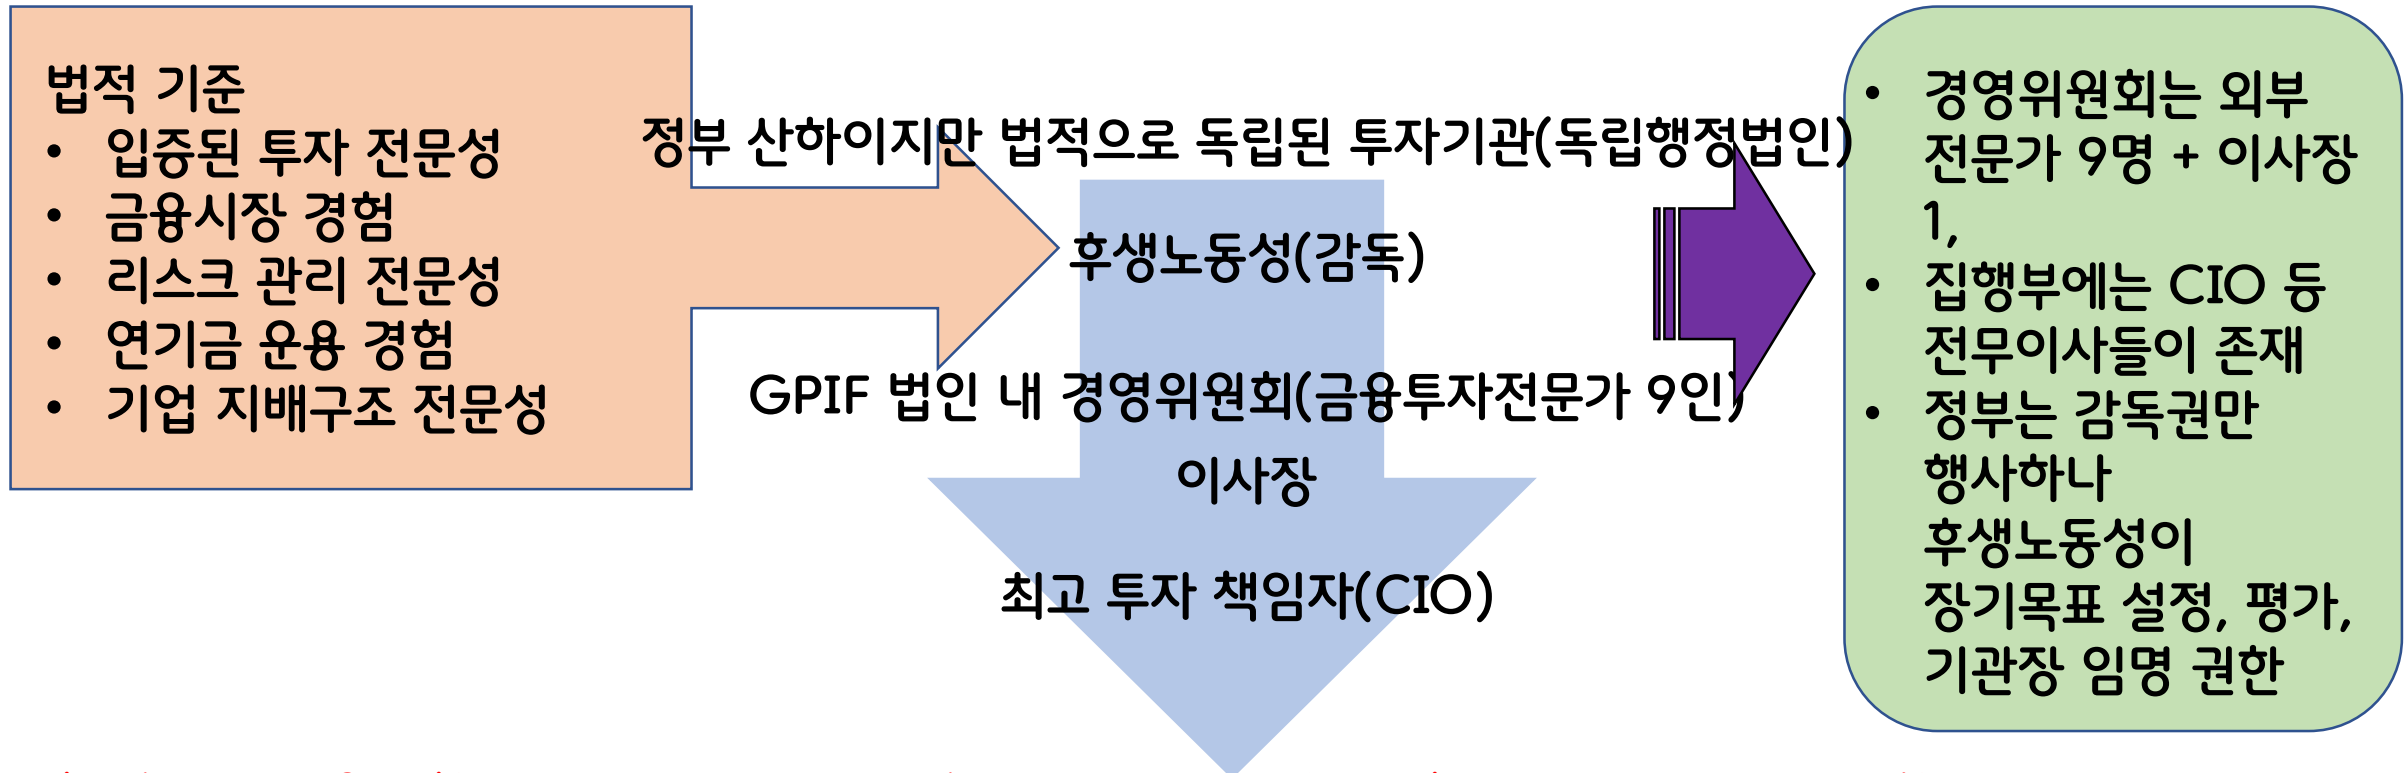 법적 기준
• 입증된 투자 전문성
• 금융시장 경험
• 리스크 관리 전문성
• 연기금 운용 경험
• 기업 지배구조 전문성
정부 산하이지만 법적으로 독립된 투자기관(독립행정법인)
후생노동성(감독)
GPIF 법인 내 경영위원회(금융투자전문가 9인)
이사장
최고 투자 책임자(CIO)
• 경영위원회는 외부
전문가 9명 + 이사장
1,
• 집행부에는 CIO 등
전무이사들이 존재
• 정부는 감독권만
행사하나
후생노동성이
장기목표 설정, 평가,
기관장 임명 권한